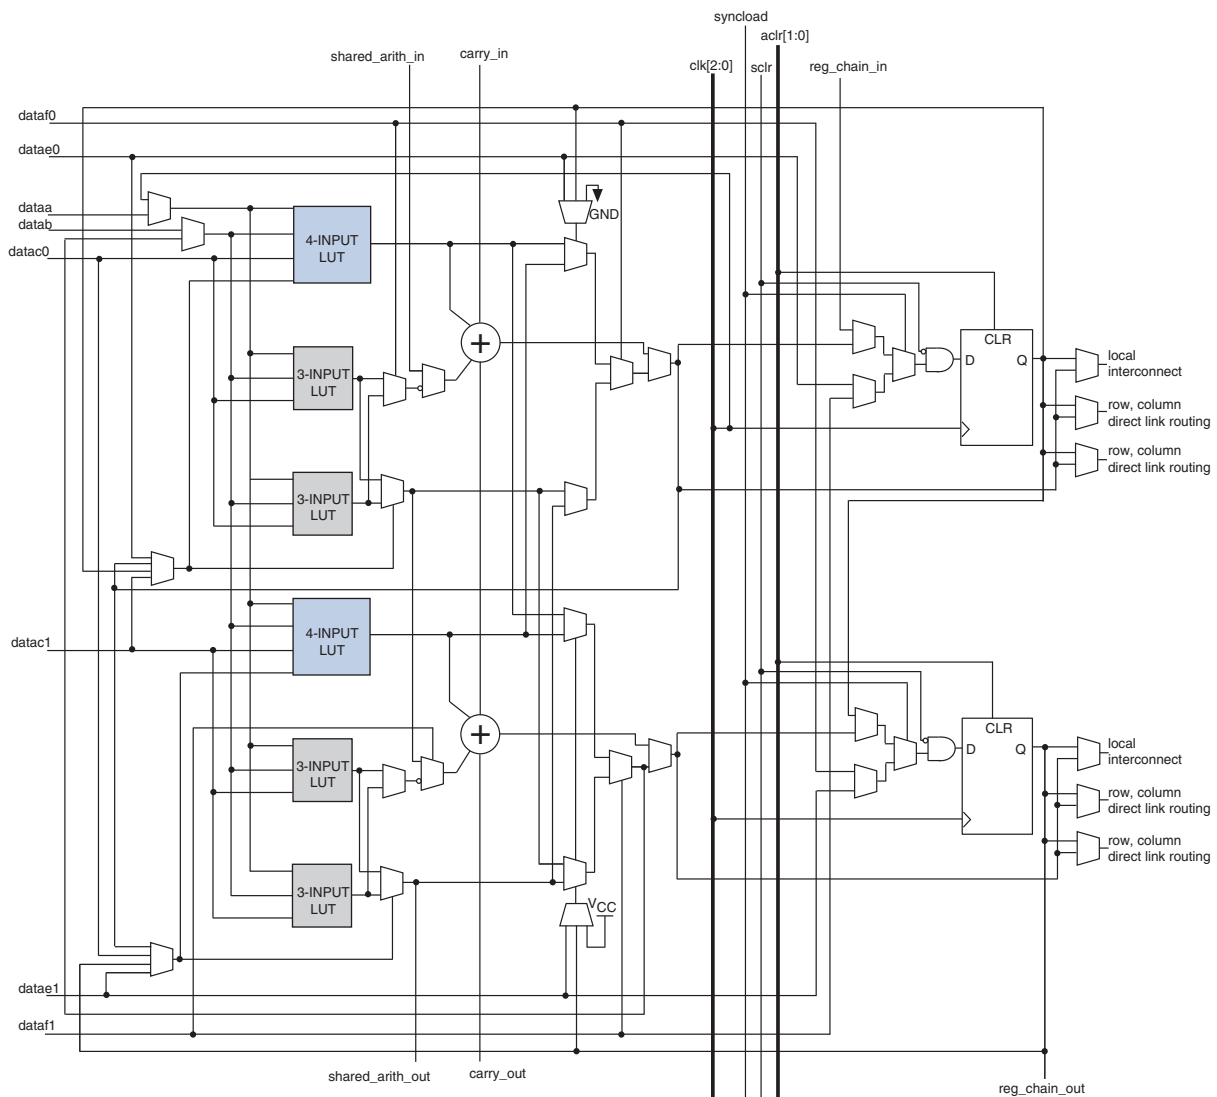 syncload
aclr[1:0]
shared_arith_in
carry_in
clk[2:0]
sclr
reg_chain_in
dataf0
datae0
dataa
datab
datac0
GND
4-INPUT
LUT
+
CLR
D
Q
local
interconnect
3-INPUT
LUT
row, column
direct link routing
row, column
direct link routing
3-INPUT
LUT
4-INPUT
LUT
datac1
+
CLR
D
Q
local
interconnect
3-INPUT
LUT
row, column
direct link routing
row, column
direct link routing
3-INPUT
LUT
VCC
datae1
dataf1
shared_arith_out
carry_out
reg_chain_out